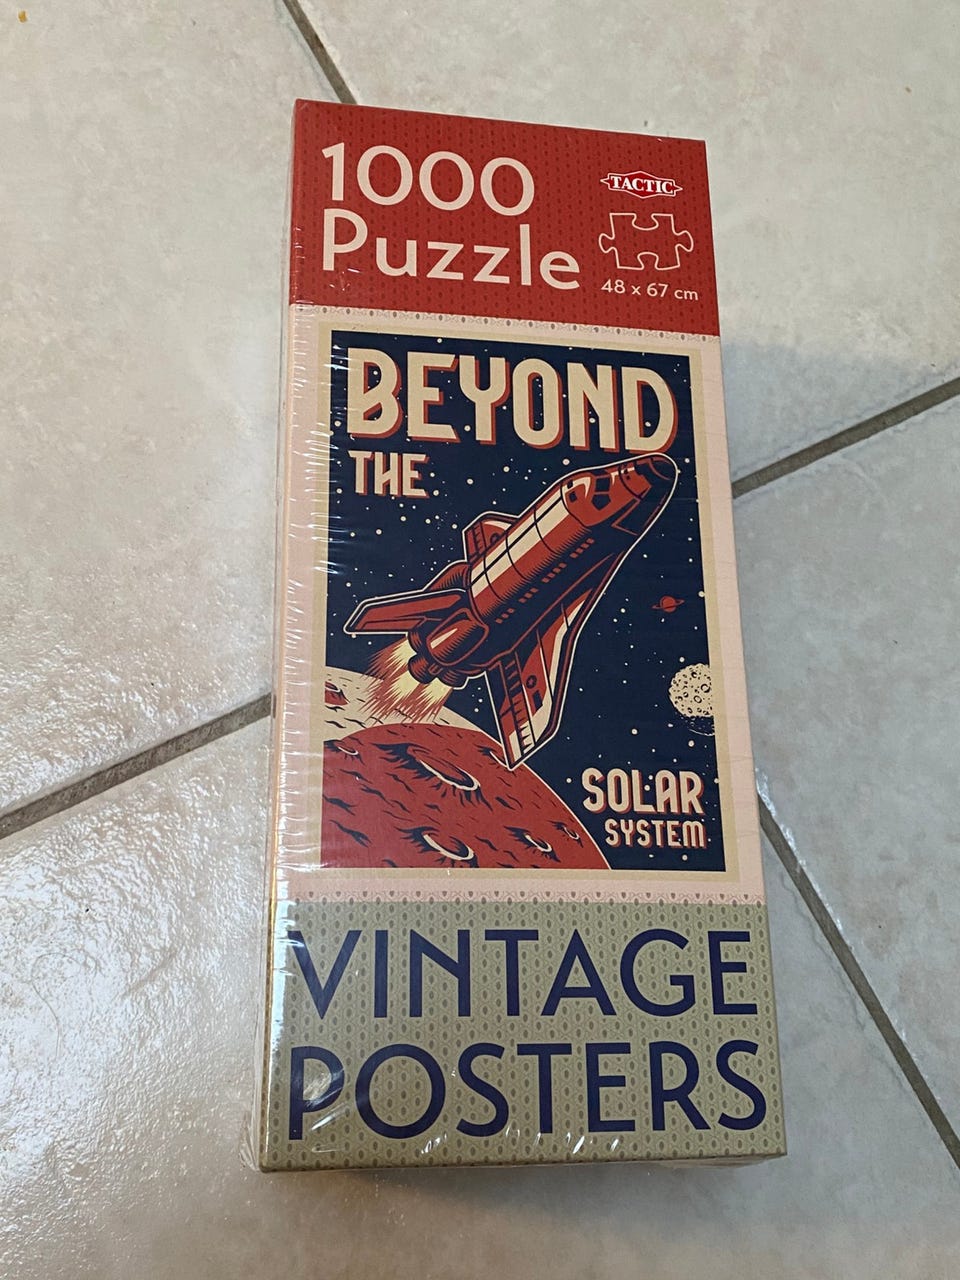 1000
Puzzle
TACTIC
48 x 67 cm
BEYOND
THE
SOLAR
SYSTEM
VINTAGE
POSTERS